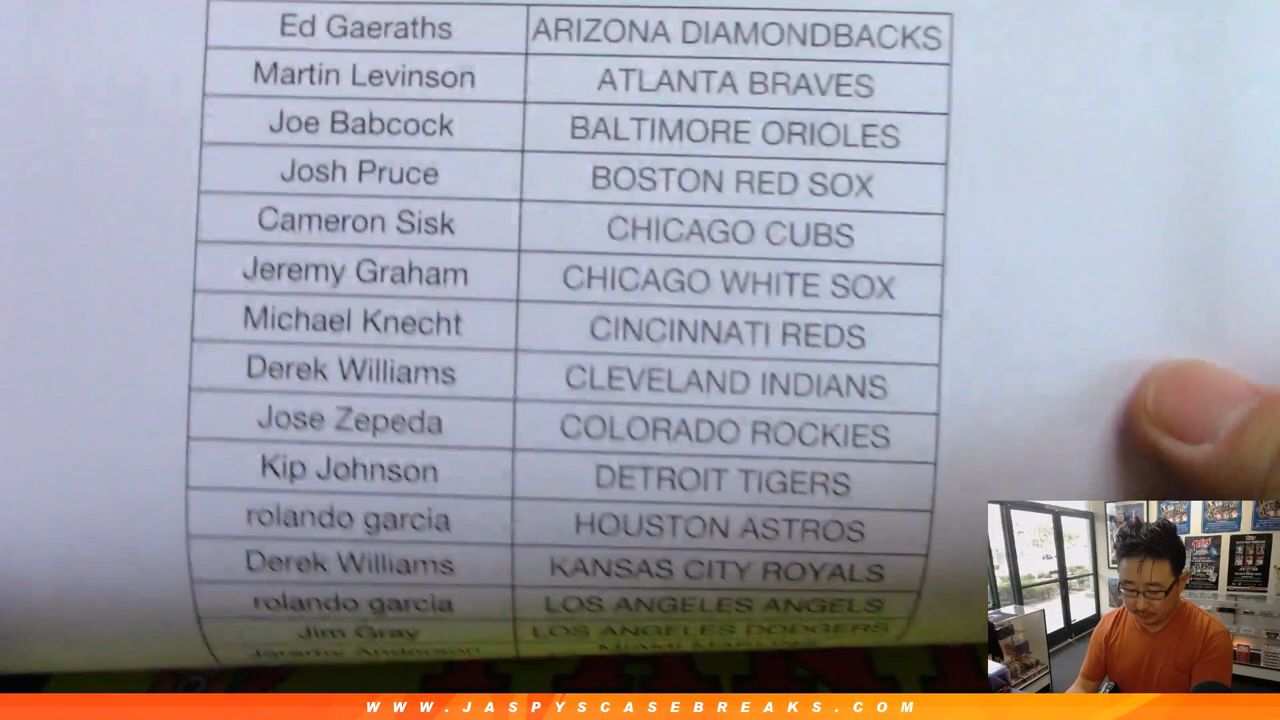 Ed Gaeraths ARIZONA DIAMONDBACKS
Martin Levinson ATLANTA BRAVES
Joe Babcock BALTIMORE ORIOLES
Josh Pruce BOSTON RED SOX
Cameron Sisk CHICAGO CUBS
Jeremy Graham CHICAGO WHITE SOX
Michael Knecht CINCINNATI REDS
Derek Williams CLEVELAND INDIANS
Jose Zepeda COLORADO ROCKIES
Kip Johnson DETROIT TIGERS
rolando garcia HOUSTON ASTROS
Derek Williams KANSAS CITY ROYALS
rolando garcia LOS ANGELES ANGELS
Jim Gray LOS ANGELES DODGERS
WWW.JASPYSCASEBREAKS.COM